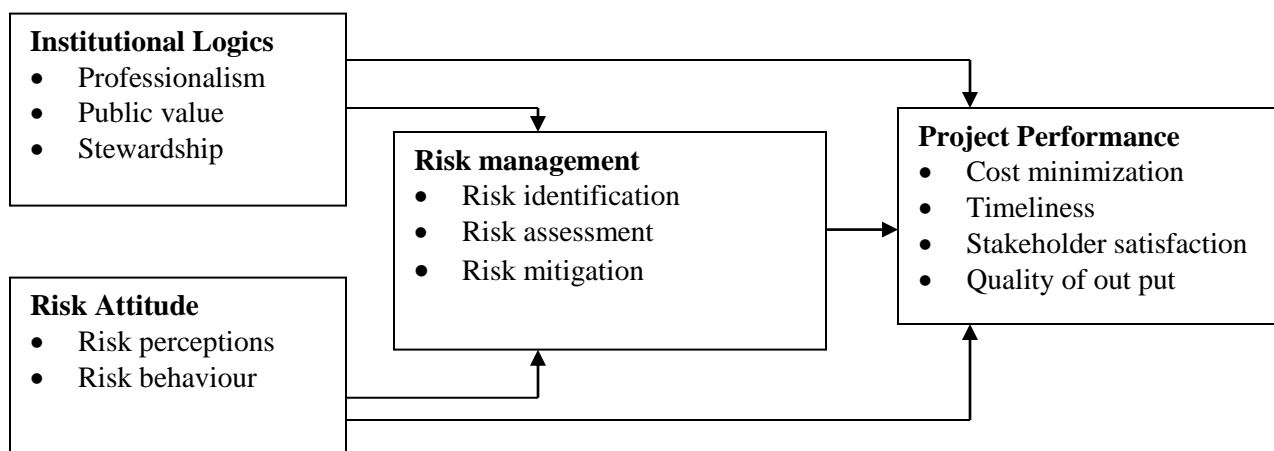 Institutional Logics
• Professionalism
• Public value
• Stewardship
Risk Attitude
• Risk perceptions
• Risk behaviour
Risk management
• Risk identification
• Risk assessment
• Risk mitigation
Project Performance
• Cost minimization
• Timeliness
• Stakeholder satisfaction
• Quality of out put